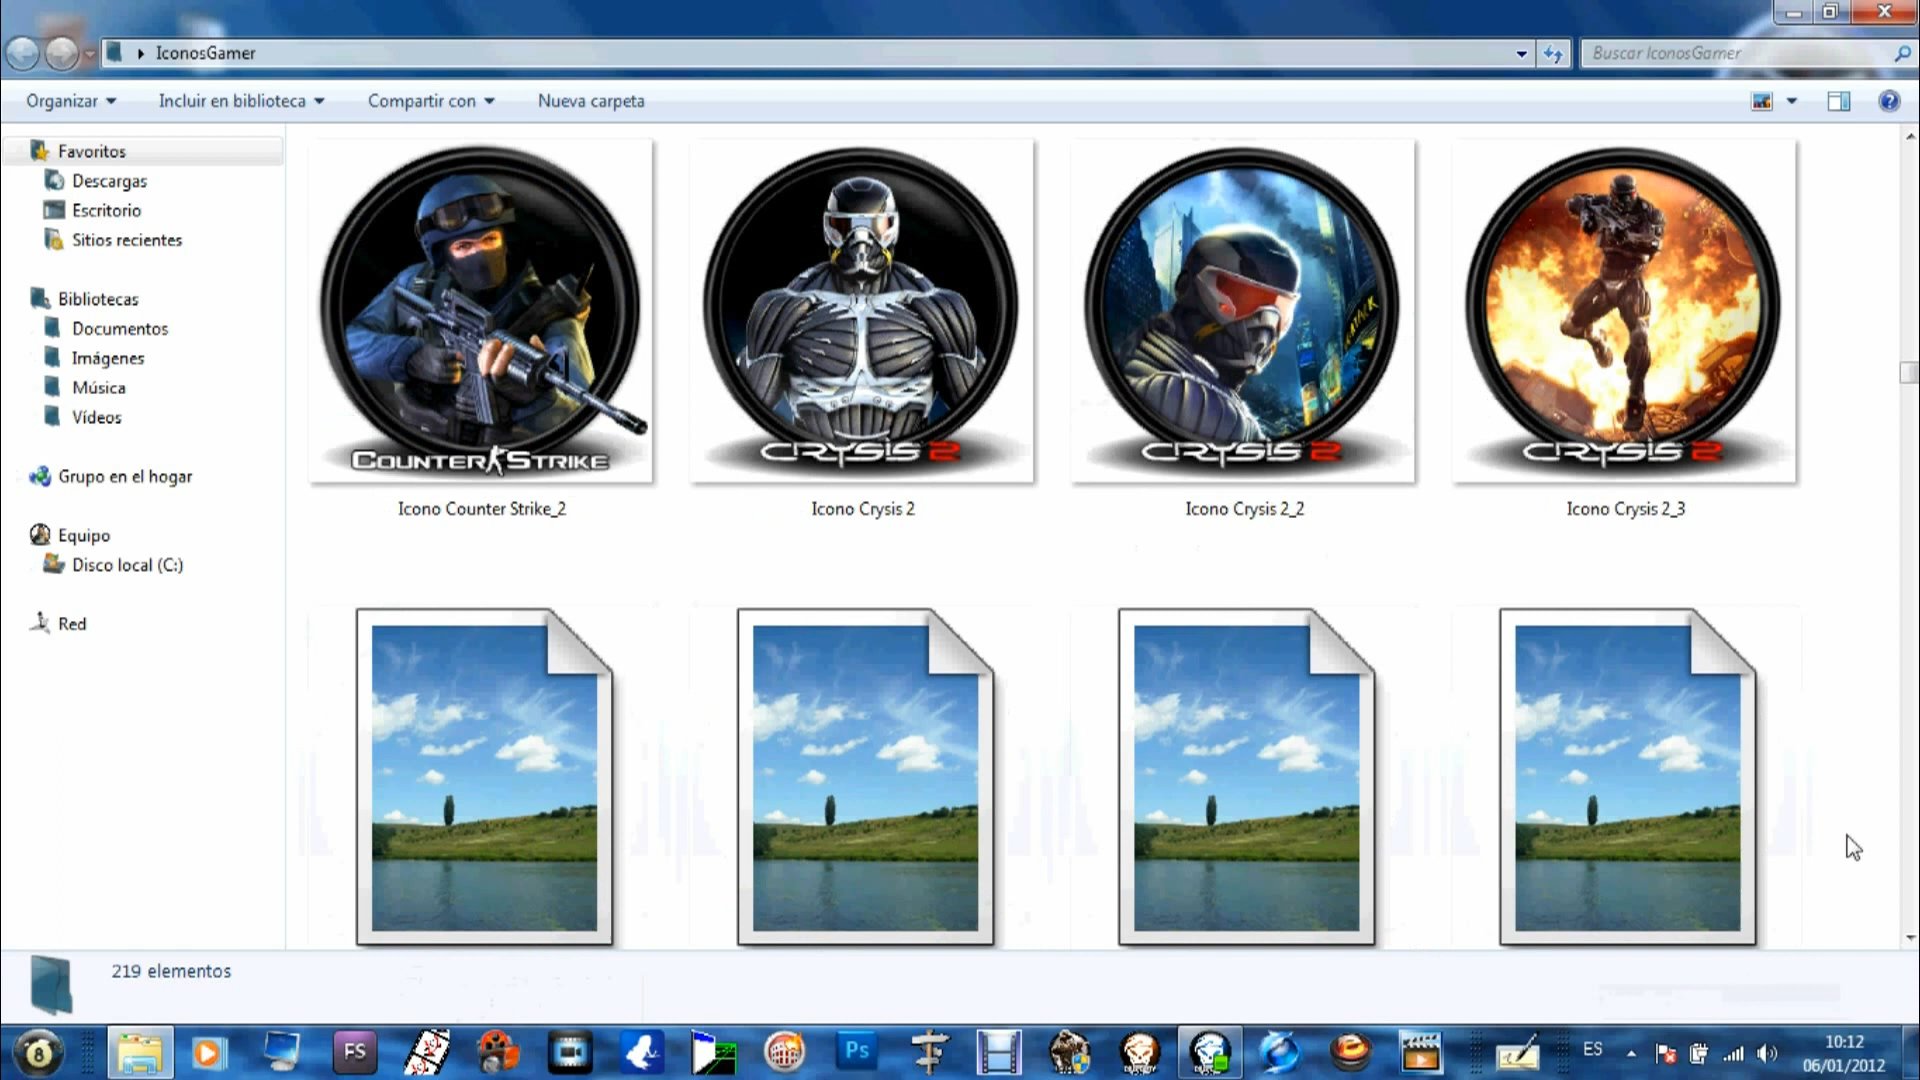 IconosGamer
Buscar IconosGamer
Organizar
Incluir en biblioteca
Compartir con
Nueva carpeta
Favoritos
Descargas
Escritorio
Sitios recientes
Bibliotecas
Documentos
Imágenes
Música
Vídeos
Grupo en el hogar
Equipo
Disco local (C:)
Red
COUNTER STRIKE
CRYSIS 2
CRYSIS 2
CRYSIS 2
Icono Counter Strike_2
Icono Crysis 2
Icono Crysis 2_2
Icono Crysis 2_3
219 elementos
8
FS
Ps
ES
10:12
06/01/2012